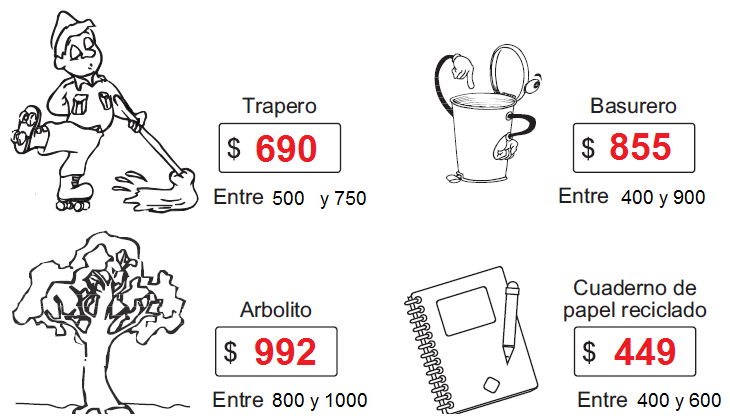 Trapero
$ 690
Entre 500 y 750
Basurero
$ 855
Entre 400 y 900
Arbolito
$ 992
Entre 800 y 1000
Cuaderno de
papel reciclado
$ 449
Entre 400 y 600